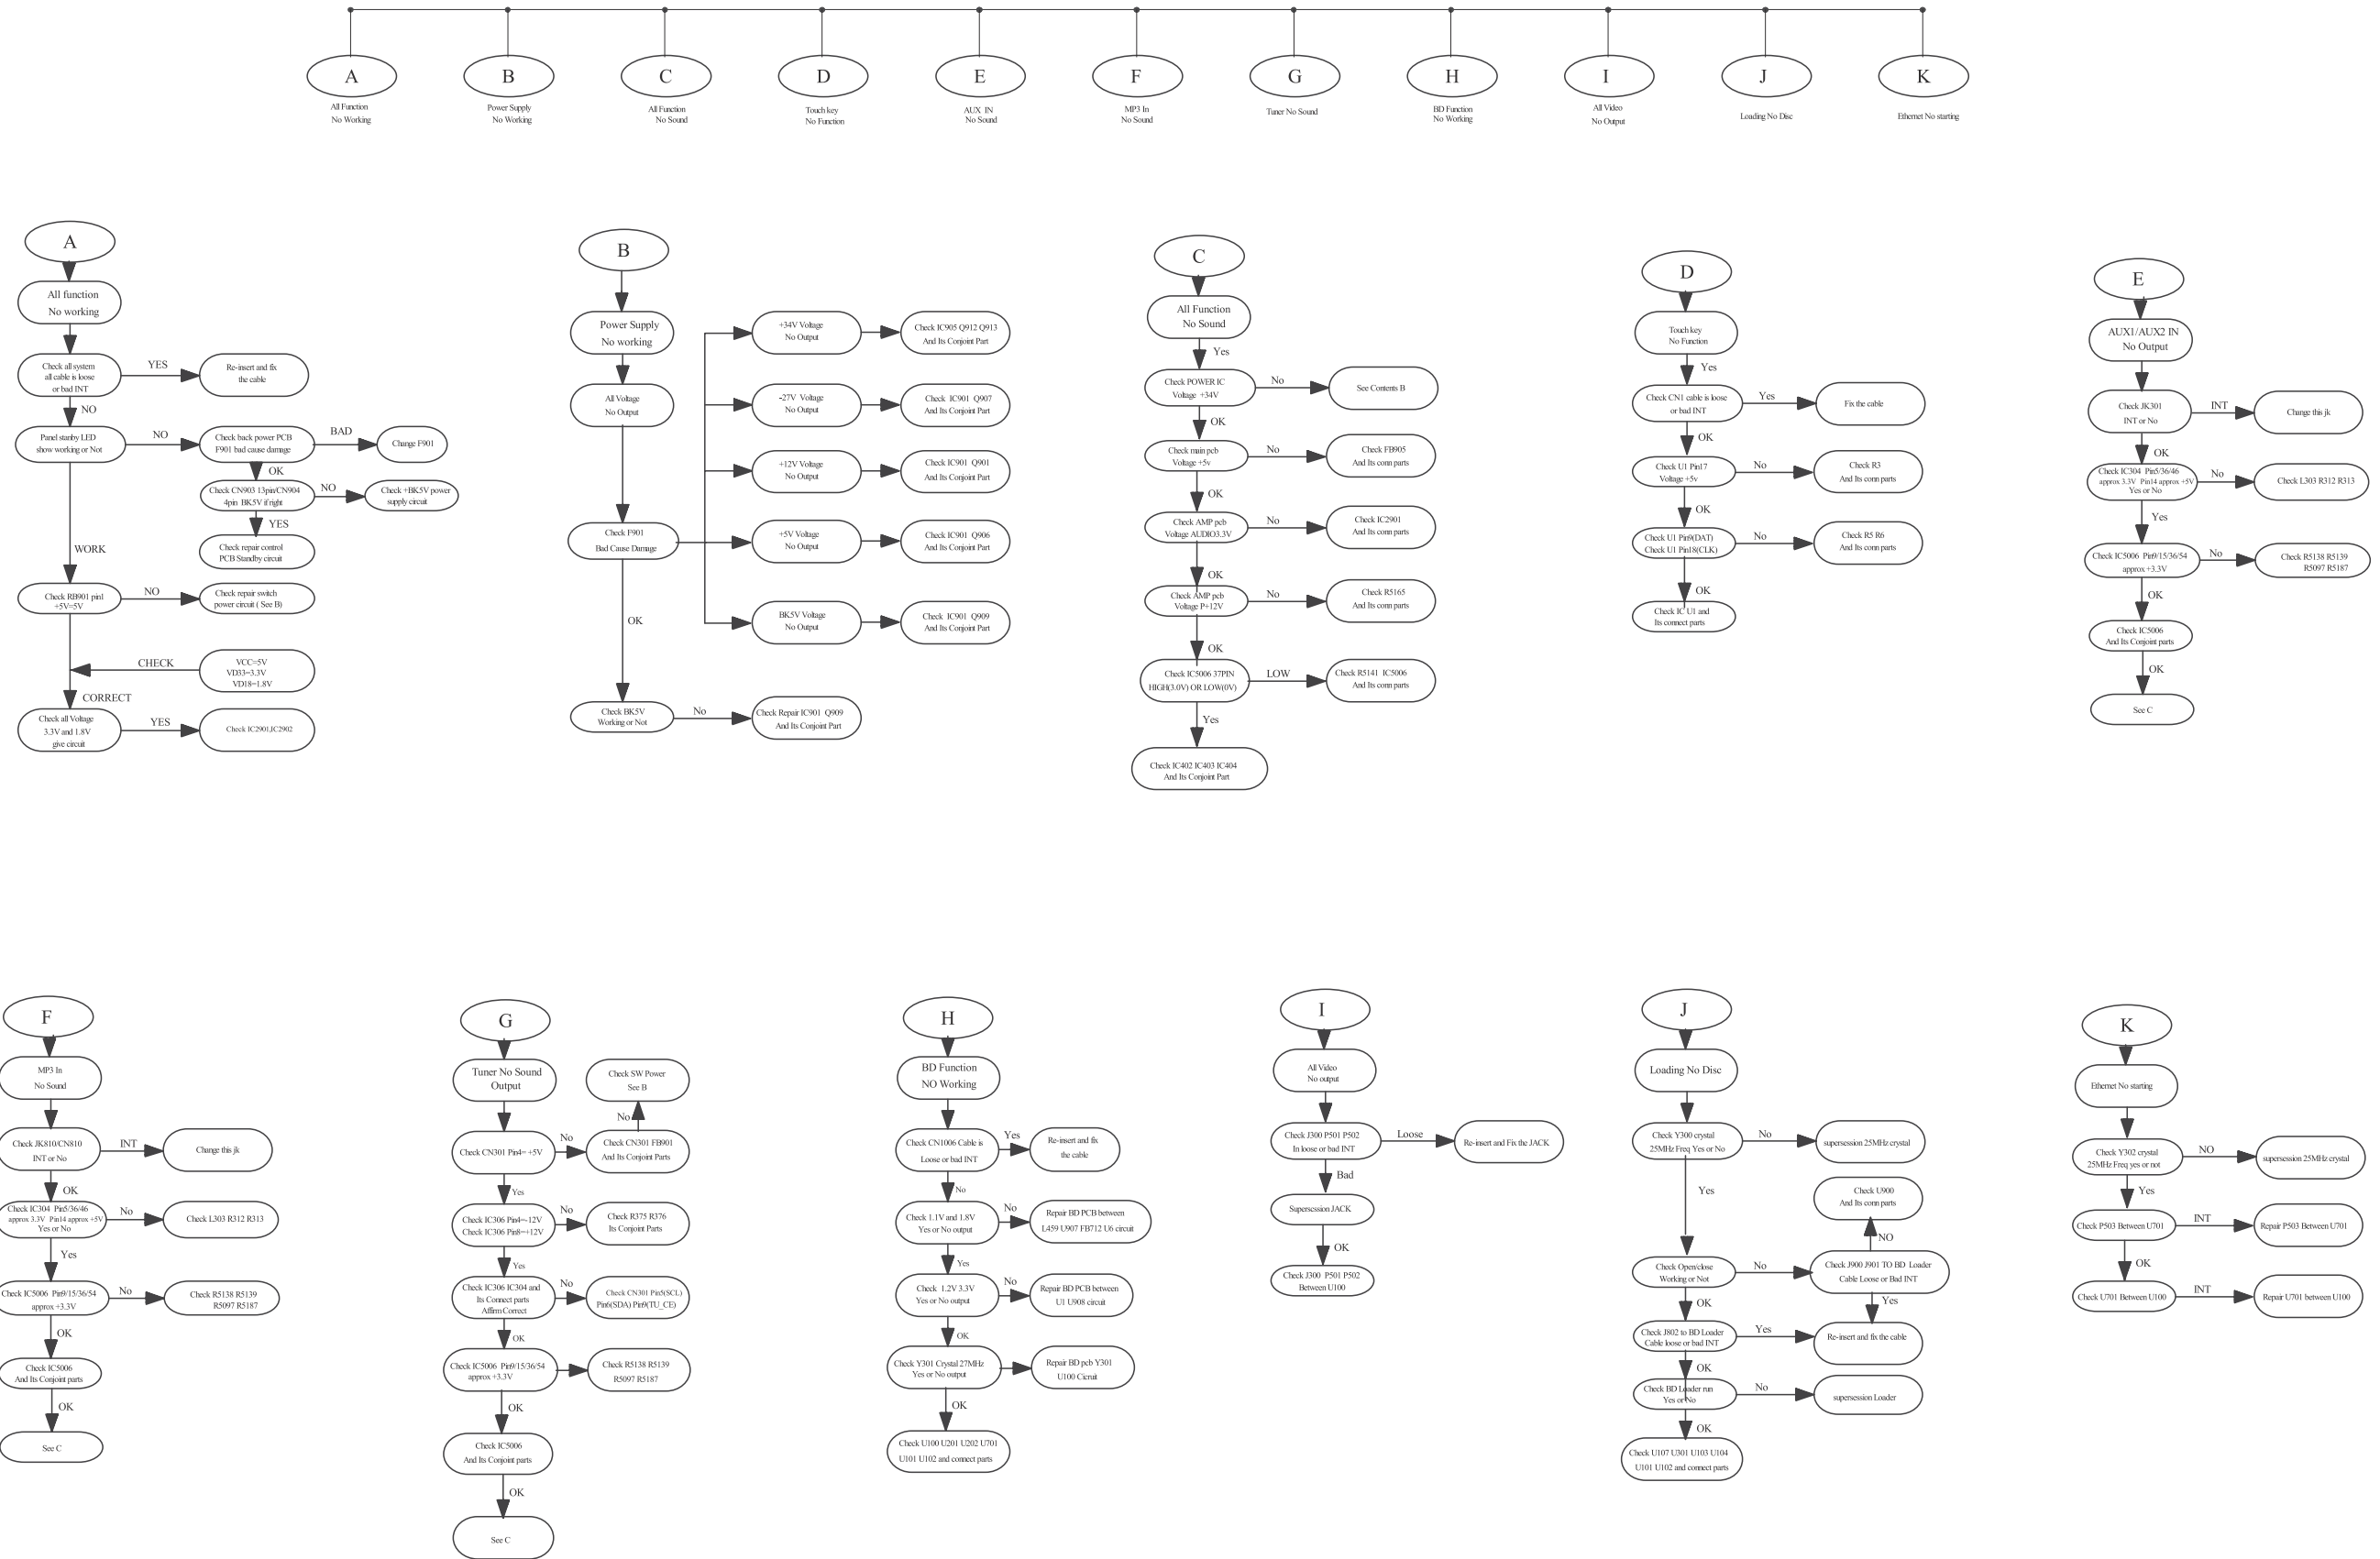 A
B
C
D
E
F
G
H
I
J
K
All Function
No Working
Power Supply
No Working
All Function
No Sound
Touch key
No Function
AUX IN
No Sound
MP3 In
No Sound
Tuner No Sound
BD Function
No Working
All Video
No Output
Loading No Disc
Ethernet No starting
A
All function
No working
Check all system
all cable is loose
or bad INT
YES
Re-insert and fix
the cable
NO
Panel stanby LED
show working or Not
NO
Check back power PCB
F901 bad cause damage
BAD
Change F901
OK
Check CN903 13pin/CN904
4pin BK5V if right
NO
Check +BK5V power
supply circuit
YES
Check repair control
PCB Standby circuit
WORK
Check RB901 pin1
+5V=5V
NO
Check repair switch
power circuit ( See B)
CHECK
VCC=5V
VD33=3.3V
VD18=1.8V
CORRECT
Check all Voltage
3.3V and 1.8V
give circuit
YES
Check IC2901,IC2902
B
Power Supply
No working
All Voltage
No Output
Check F901
Bad Cause Damage
+34V Voltage
No Output
Check IC905 Q912 Q913
And Its Conjoint Part
-27V Voltage
No Output
Check IC901 Q907
And Its Conjoint Part
+12V Voltage
No Output
Check IC901 Q901
And Its Conjoint Part
+5V Voltage
No Output
Check IC901 Q906
And Its Conjoint Part
BK5V Voltage
No Output
Check IC901 Q909
And Its Conjoint Part
OK
Check BK5V
Working or Not
No
Check Repair IC901 Q909
And Its Conjoint Part
C
All Function
No Sound
Yes
Check POWER IC
Voltage +34V
No
See Contents B
OK
Check main pcb
Voltage +5v
No
Check FB905
And Its conn parts
OK
Check AMP pcb
Voltage AUDIO3.3V
No
Check IC2901
And Its conn parts
OK
Check AMP pcb
Voltage P+12V
No
Check R5165
And Its conn parts
OK
Check IC5006 37PIN
HIGH(3.0V) OR LOW(0V)
LOW
Check R5141 IC5006
And Its conn parts
Yes
Check IC402 IC403 IC404
And Its Conjoint Part
D
Touch key
No Function
Yes
Check CN1 cable is loose
or bad INT
Yes
Fix the cable
OK
Check U1 Pin17
Voltage +5v
No
Check R3
And Its conn parts
OK
Check U1 Pin9(DAT)
Check U1 Pin18(CLK)
No
Check R5 R6
And Its conn parts
OK
Check IC U1 and
Its connect parts
E
AUX1/AUX2 IN
No Output
Check JK301
INT or No
INT
Change this jk
OK
Check IC304 Pin5/36/46
approx 3.3V Pin14 approx +5V
Yes or No
No
Check L303 R312 R313
Yes
Check IC5006 Pin9/15/36/54
approx +3.3V
No
Check R5138 R5139
R5097 R5187
OK
Check IC5006
And Its Conjoint parts
OK
See C
F
MP3 In
No Sound
Check JK810/CN810
INT or No
INT
Change this jk
OK
Check IC304 Pin5/36/46
approx 3.3V Pin14 approx +5V
Yes or No
No
Check L303 R312 R313
Yes
Check IC5006 Pin9/15/36/54
approx +3.3V
No
Check R5138 R5139
R5097 R5187
OK
Check IC5006
And Its Conjoint parts
OK
See C
G
Tuner No Sound
Output
Check SW Power
See B
No
Check CN301 Pin4= +5V
No
Check CN301 FB901
And Its Conjoint Parts
Yes
Check IC306 Pin4=-12V
Check IC306 Pin8=+12V
No
Check R375 R376
Its Conjoint Parts
Yes
Check IC306 IC304 and
Its Connect parts
Affirm Correct
No
Check CN301 Pin5(SCL)
Pin6(SDA) Pin9(TU_CE)
OK
Check IC5006 Pin9/15/36/54
approx +3.3V
Check R5138 R5139
R5097 R5187
OK
Check IC5006
And Its Conjoint parts
OK
See C
H
BD Function
NO Working
Check CN1006 Cable is
Loose or bad INT
Yes
Re-insert and fix
the cable
No
Check 1.1V and 1.8V
Yes or No output
No
Repair BD PCB between
L459 U907 FB712 U6 circuit
Yes
Check 1.2V 3.3V
Yes or No output
No
Repair BD PCB between
U1 U908 circuit
OK
Check Y301 Crystal 27MHz
Yes or No output
Repair BD pcb Y301
U100 Cicruit
OK
Check U100 U201 U202 U701
U101 U102 and connect parts
I
All Video
No output
Check J300 P501 P502
In loose or bad INT
Loose
Re-insert and Fix the JACK
Bad
Superscssion JACK
OK
Check J300 P501 P502
Between U100
J
Loading No Disc
Check Y300 crystal
25MHz Freq Yes or No
No
supersession 25MHz crystal
Yes
Check U900
And Its conn parts
NO
Check Open/close
Working or Not
No
Check J900 J901 TO BD Loader
Cable Loose or Bad INT
Yes
OK
Check J802 to BD Loader
Cable loose or bad INT
Yes
Re-insert and fix the cable
OK
Check BD Loader run
Yes or No
No
supersession Loader
OK
Check U107 U301 U103 U104
U101 U102 and connect parts
K
Ethernet No starting
Check Y302 crystal
25MHz Freq yes or not
NO
supersession 25MHz crystal
Yes
Check P503 Between U701
INT
Repair P503 Between U701
OK
Check U701 Between U100
INT
Repair U701 between U100